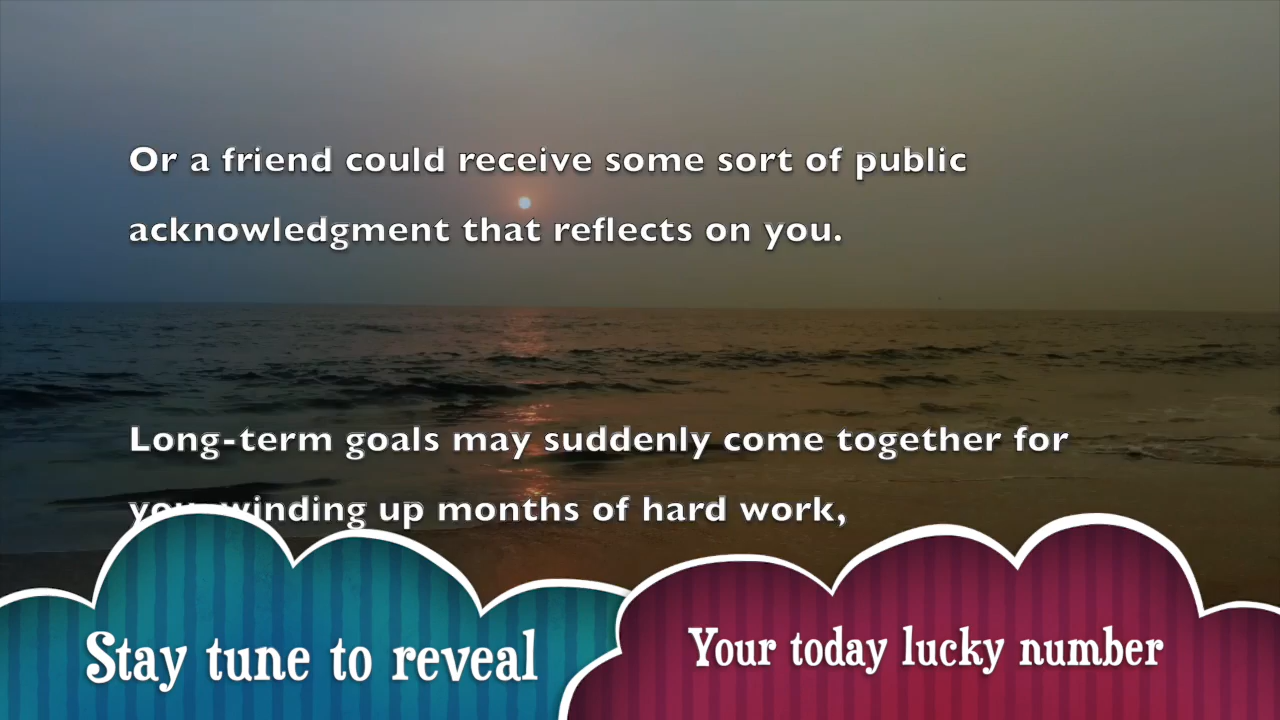 Or a friend could receive some sort of public
acknowledgment that reflects on you.
Long-term goals may suddenly come together for
you, winding up months of hard work,
Stay tune to reveal
Your today lucky number